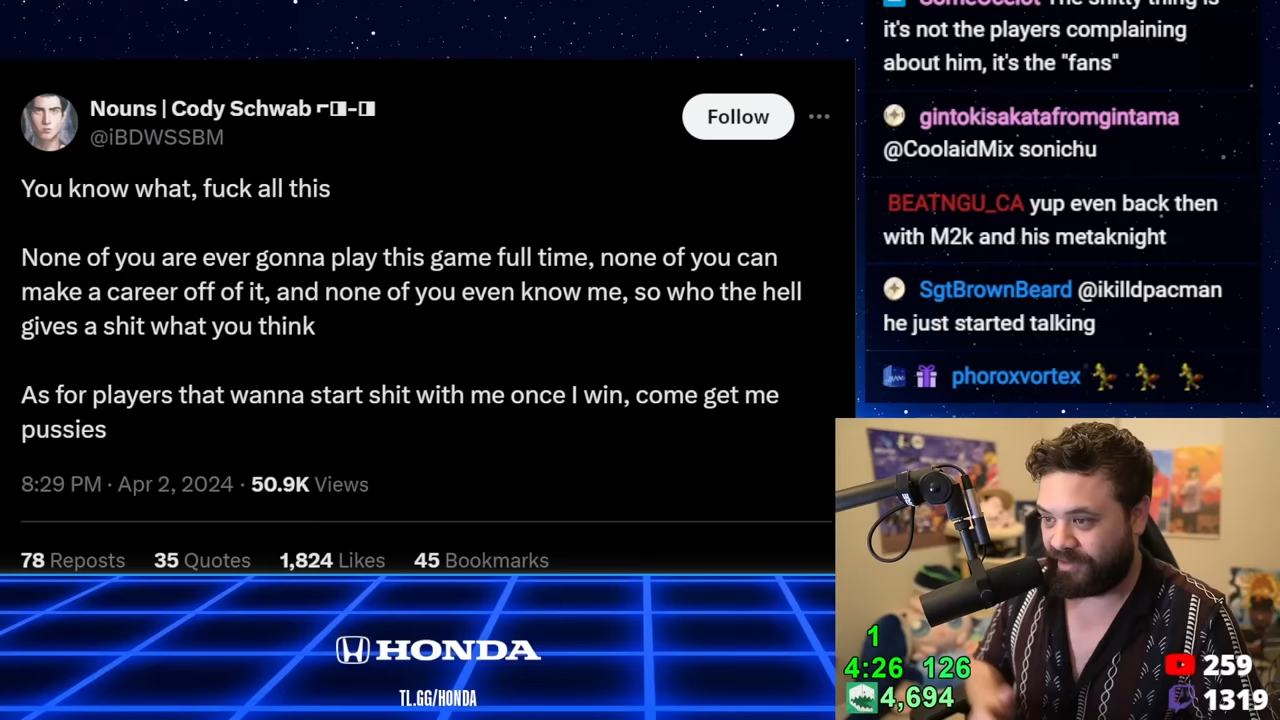 Nouns | Cody Schwab
@iBDWSSBM
Follow
You know what, fuck all this
None of you are ever gonna play this game full time, none of you can
make a career off of it, and none of you even know me, so who the hell
gives a shit what you think
As for players that wanna start shit with me once I win, come get me
pussies
8:29 PM · Apr 2, 2024 · 50.9K Views
78 Reposts 35 Quotes 1,824 Likes 45 Bookmarks
HONDA
TL.GG/HONDA
SomeOcelot The shitty thing is
it's not the players complaining
about him, it's the "fans"
gintokisakatafromgintama
@CoolaidMix sonichu
BEATNGU_CA yup even back then
with M2k and his metaknight
SgtBrownBeard @ikilldpacman
he just started talking
phoroxvortex
1
4:26 126
4,694
259
1319